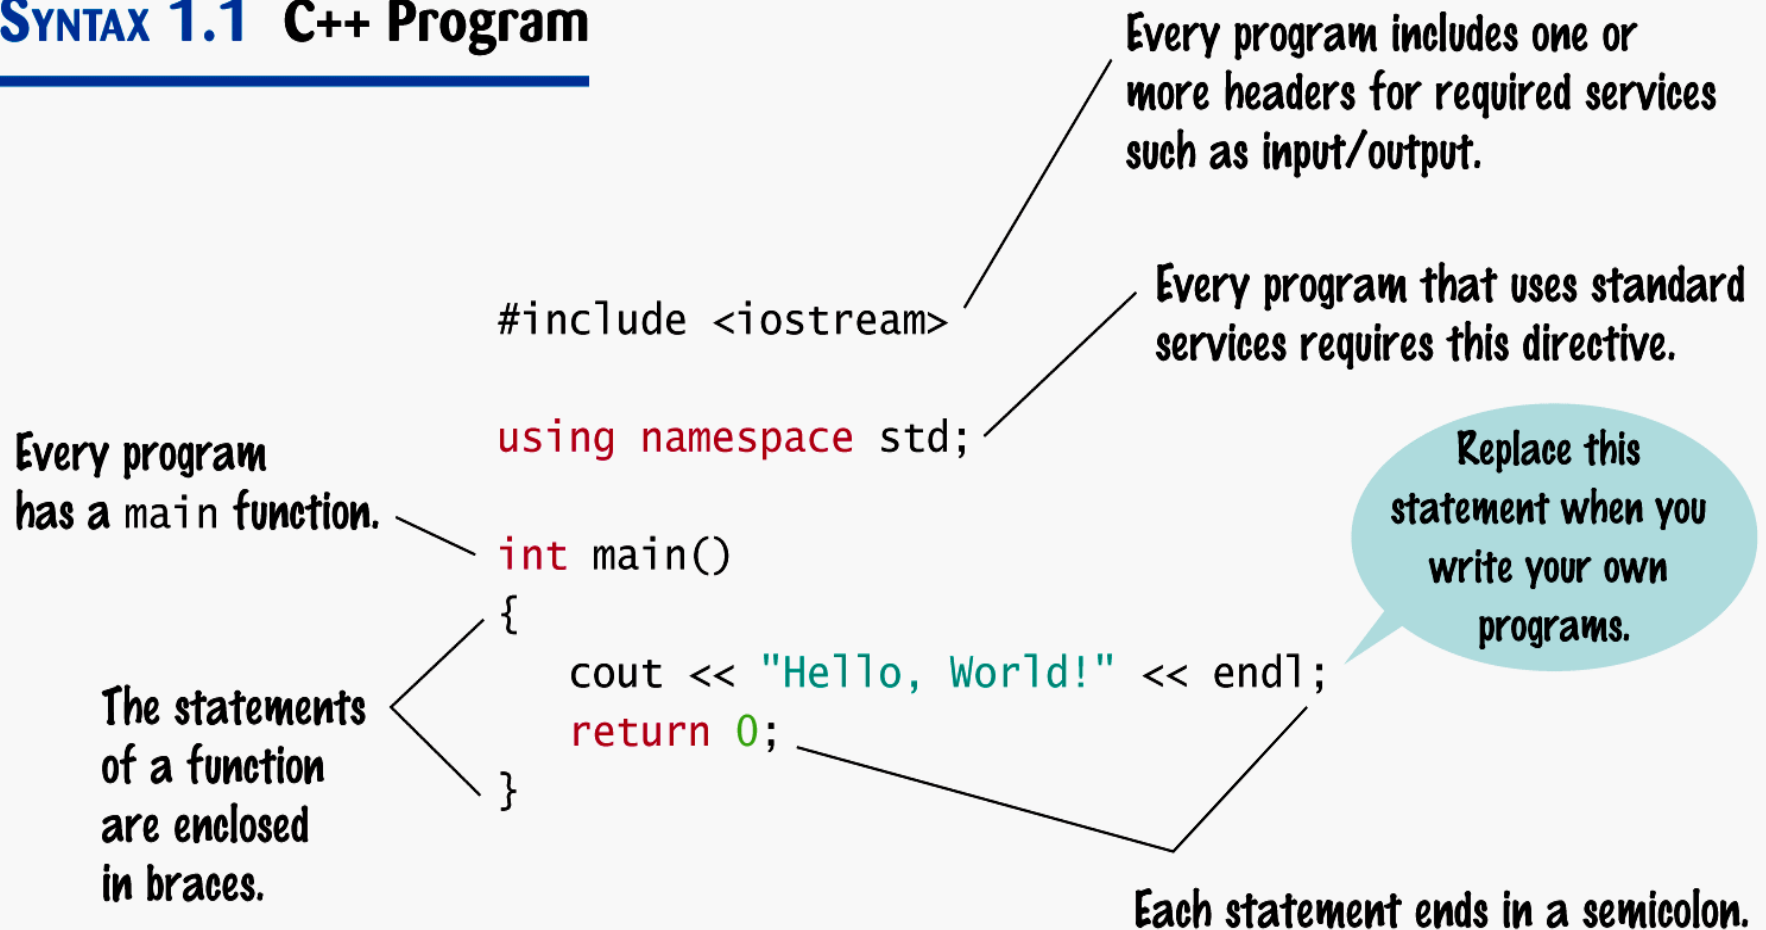 SYNTAX 1.1 C++ Program
Every program includes one or
more headers for required services
such as input/output.
#include <iostream>
Every program that uses standard
services requires this directive.
using namespace std;
Every program
has a main function.
int main()
{
Replace this
statement when you
write your own
programs.
cout << "Hello, World!" << endl;
return 0;
}
The statements
of a function
are enclosed
in braces.
Each statement ends in a semicolon.